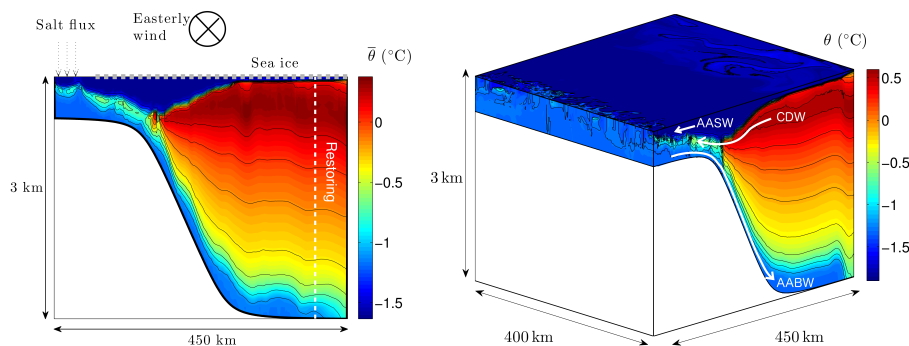 Salt flux
Easterly
wind
Sea ice
θ̅ (°C)
0
−0.5
−1
−1.5
Restoring
3 km
450 km
θ (°C)
0.5
0
−0.5
−1
−1.5
AASW
CDW
AABW
3 km
400 km
450 km